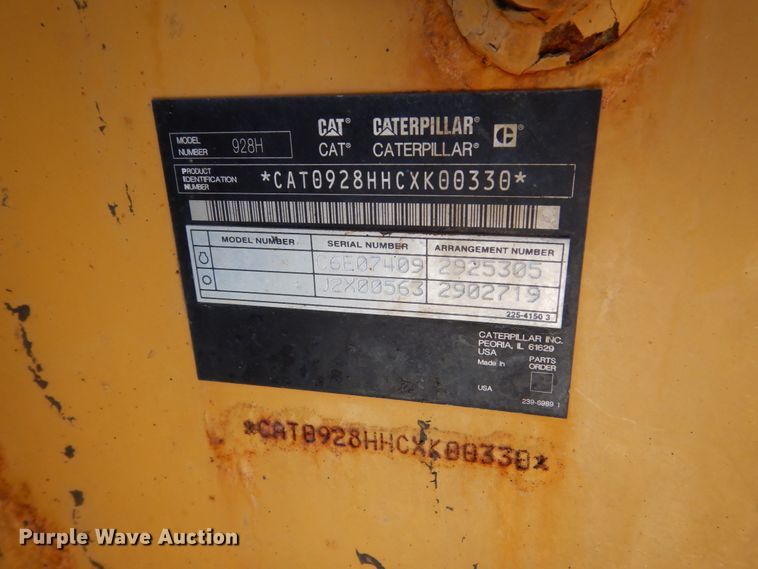 CAT® CATERPILLAR® C
MODEL NUMBER 928H CAT® CATERPILLAR®
PRODUCT IDENTIFICATION NUMBER *CAT0928HHCXK00330*
MODEL NUMBER SERIAL NUMBER ARRANGEMENT NUMBER
C6E07409 2925305
J2X00563 2902719
225-4150 3
CATERPILLAR INC.
PEORIA, IL 61629
USA
Made in PARTS ORDER
USA
239-9989 1
*CAT0928HHCXK00330*
Purple Wave Auction